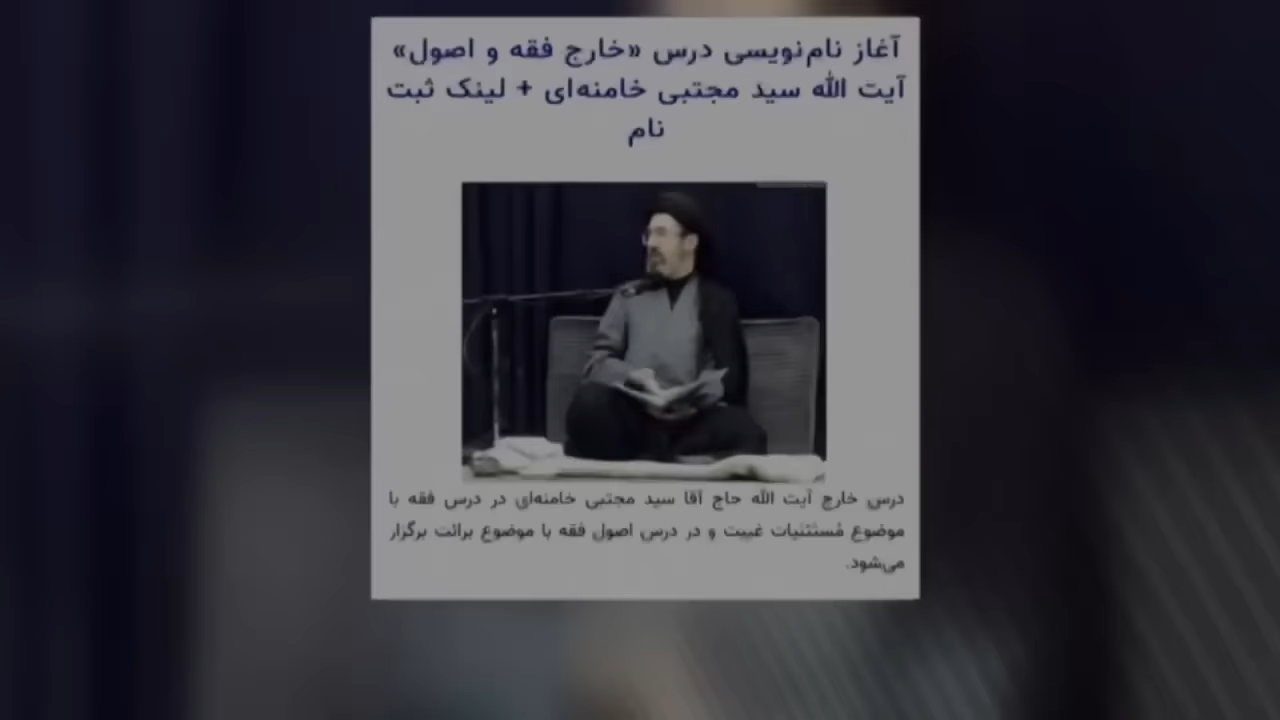 آغاز نام‌نویسی درس «خارج فقه و اصول»
آیت الله سید مجتبی خامنه‌ای + لینک ثبت
نام
درس خارج آیت الله حاج آقا سید مجتبی خامنه‌ای در درس فقه با
موضوع مُستثنیات غیبت و در درس اصول فقه با موضوع برائت برگزار
می‌شود.